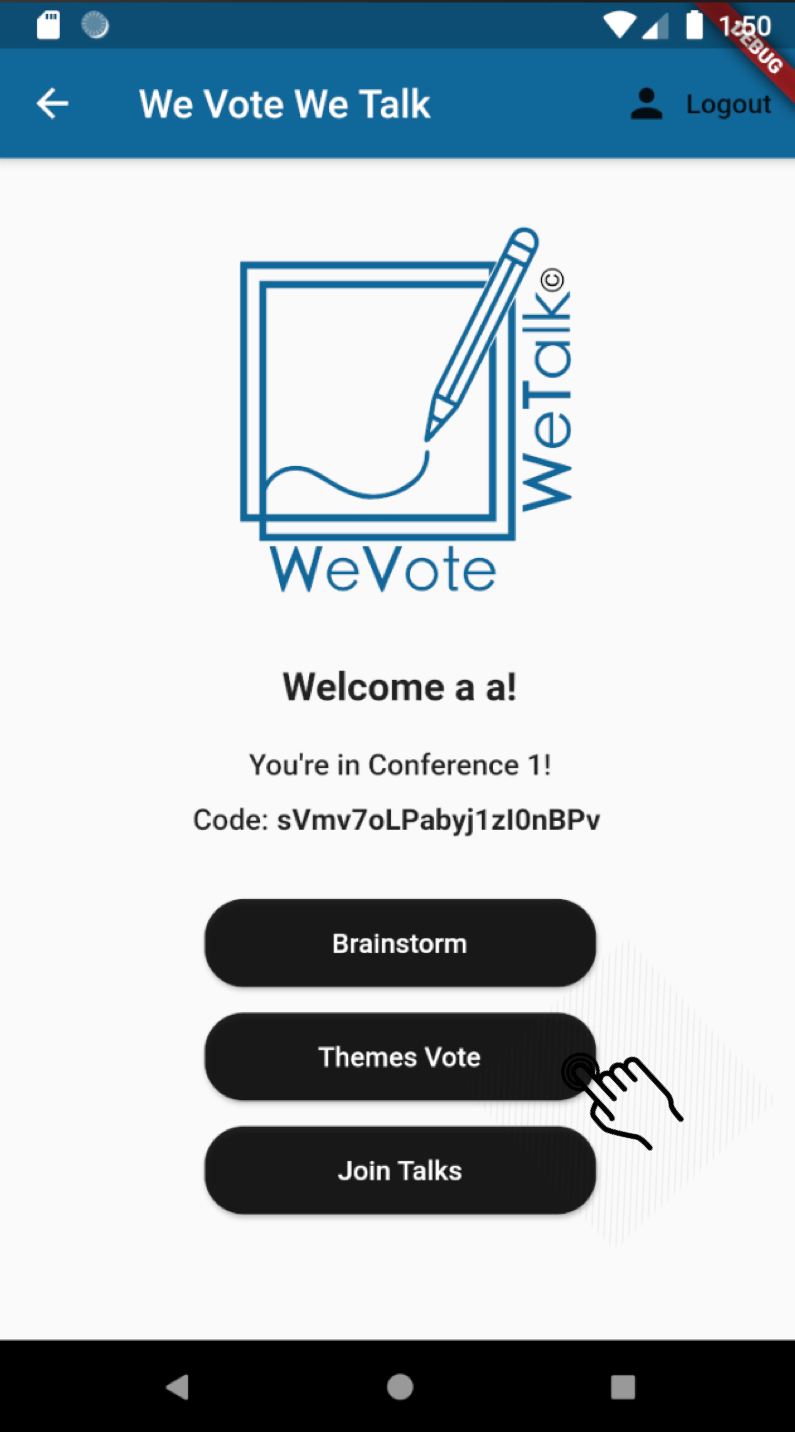 1:50
DEBUG
We Vote We Talk
Logout
WeTalk©
WeVote
Welcome a a!
You're in Conference 1!
Code: sVmv7oLPabyj1zI0nBPv
Brainstorm
Themes Vote
Join Talks